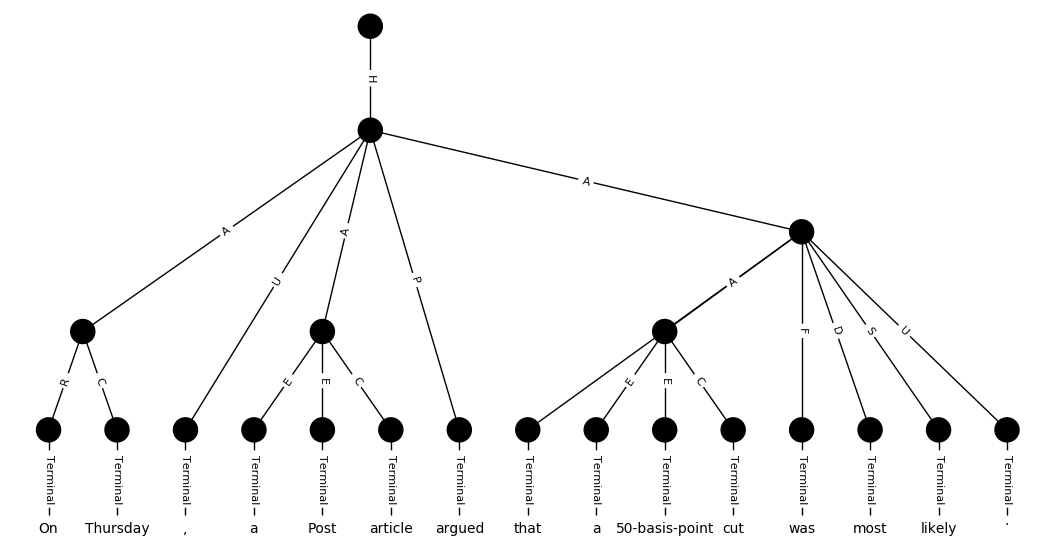 H
A
A
U
A
P
A
F
D
S
U
R
C
E
E
C
E
E
C
Terminal Terminal Terminal Terminal Terminal Terminal Terminal Terminal Terminal Terminal Terminal Terminal Terminal Terminal Terminal
On Thursday , a Post article argued that a 50-basis-point cut was most likely .